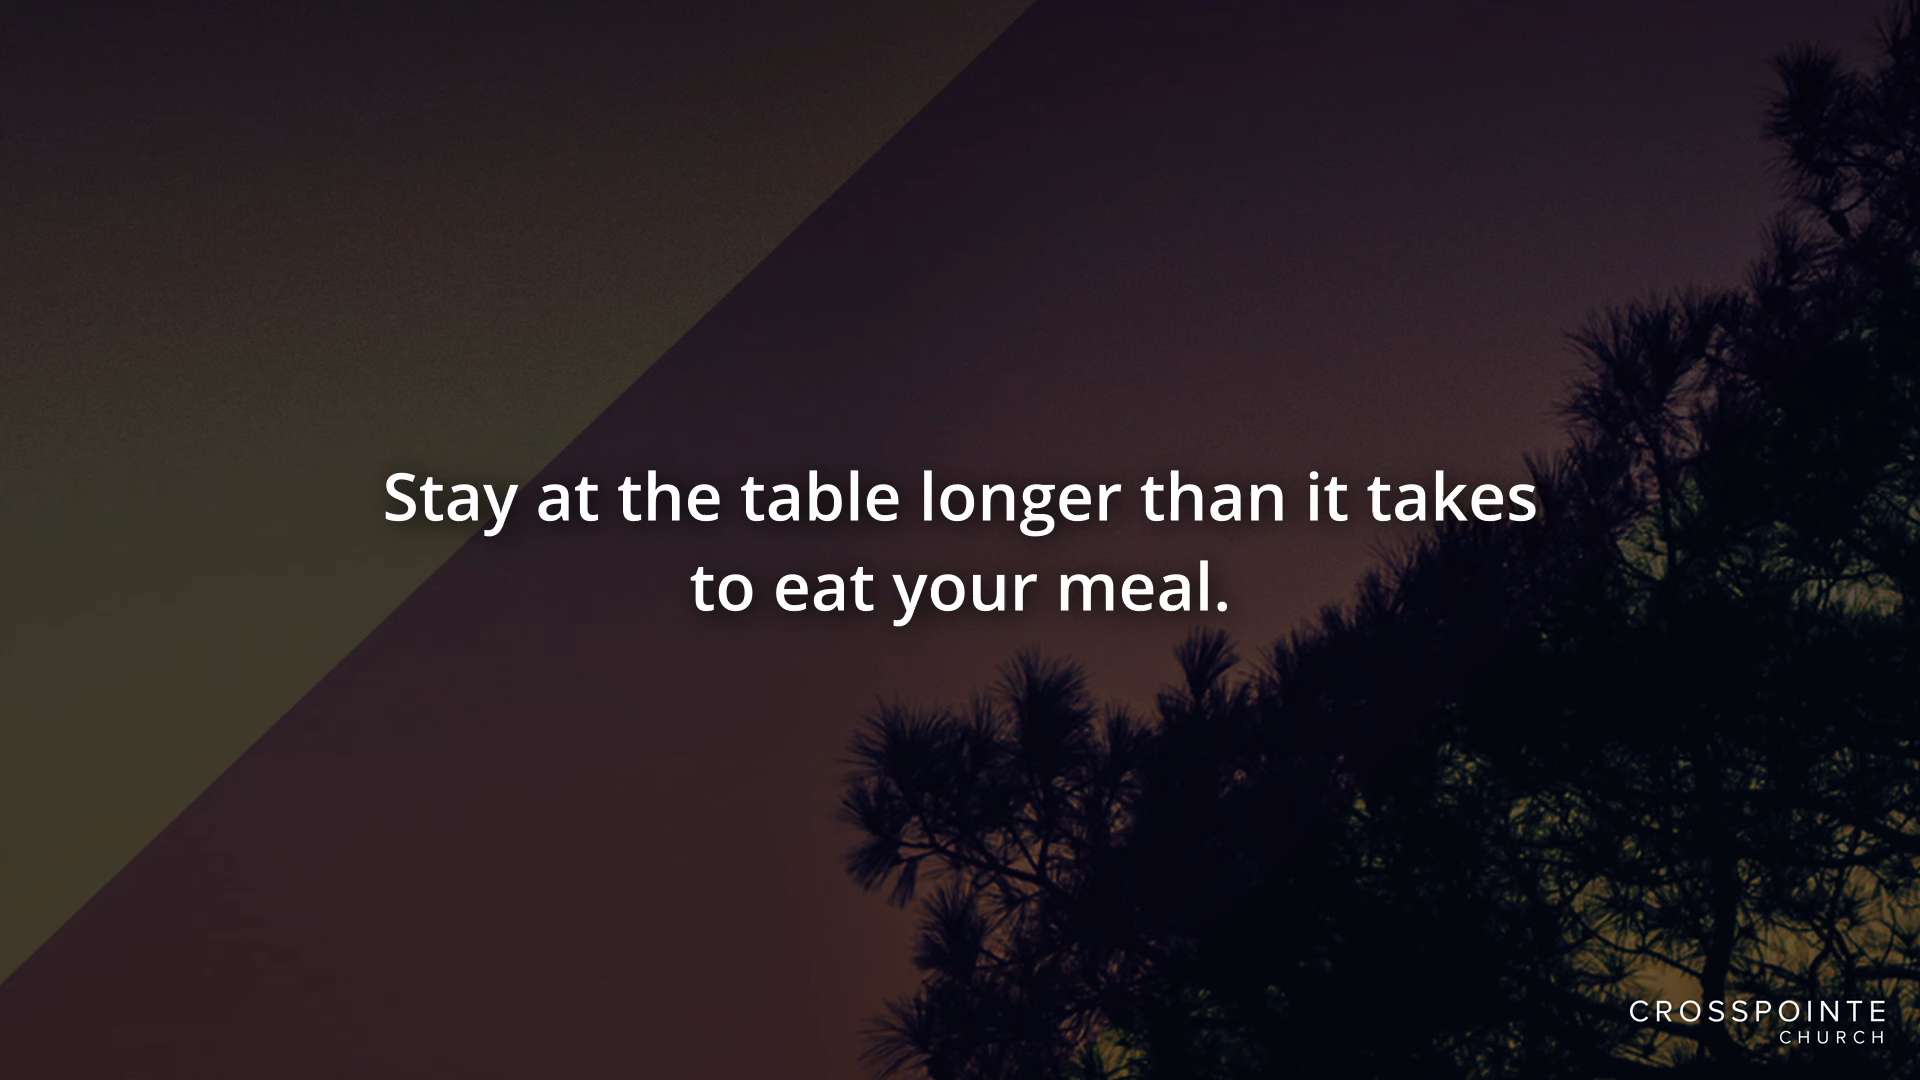 Stay at the table longer than it takes
to eat your meal.
CROSSPOINTE
CHURCH